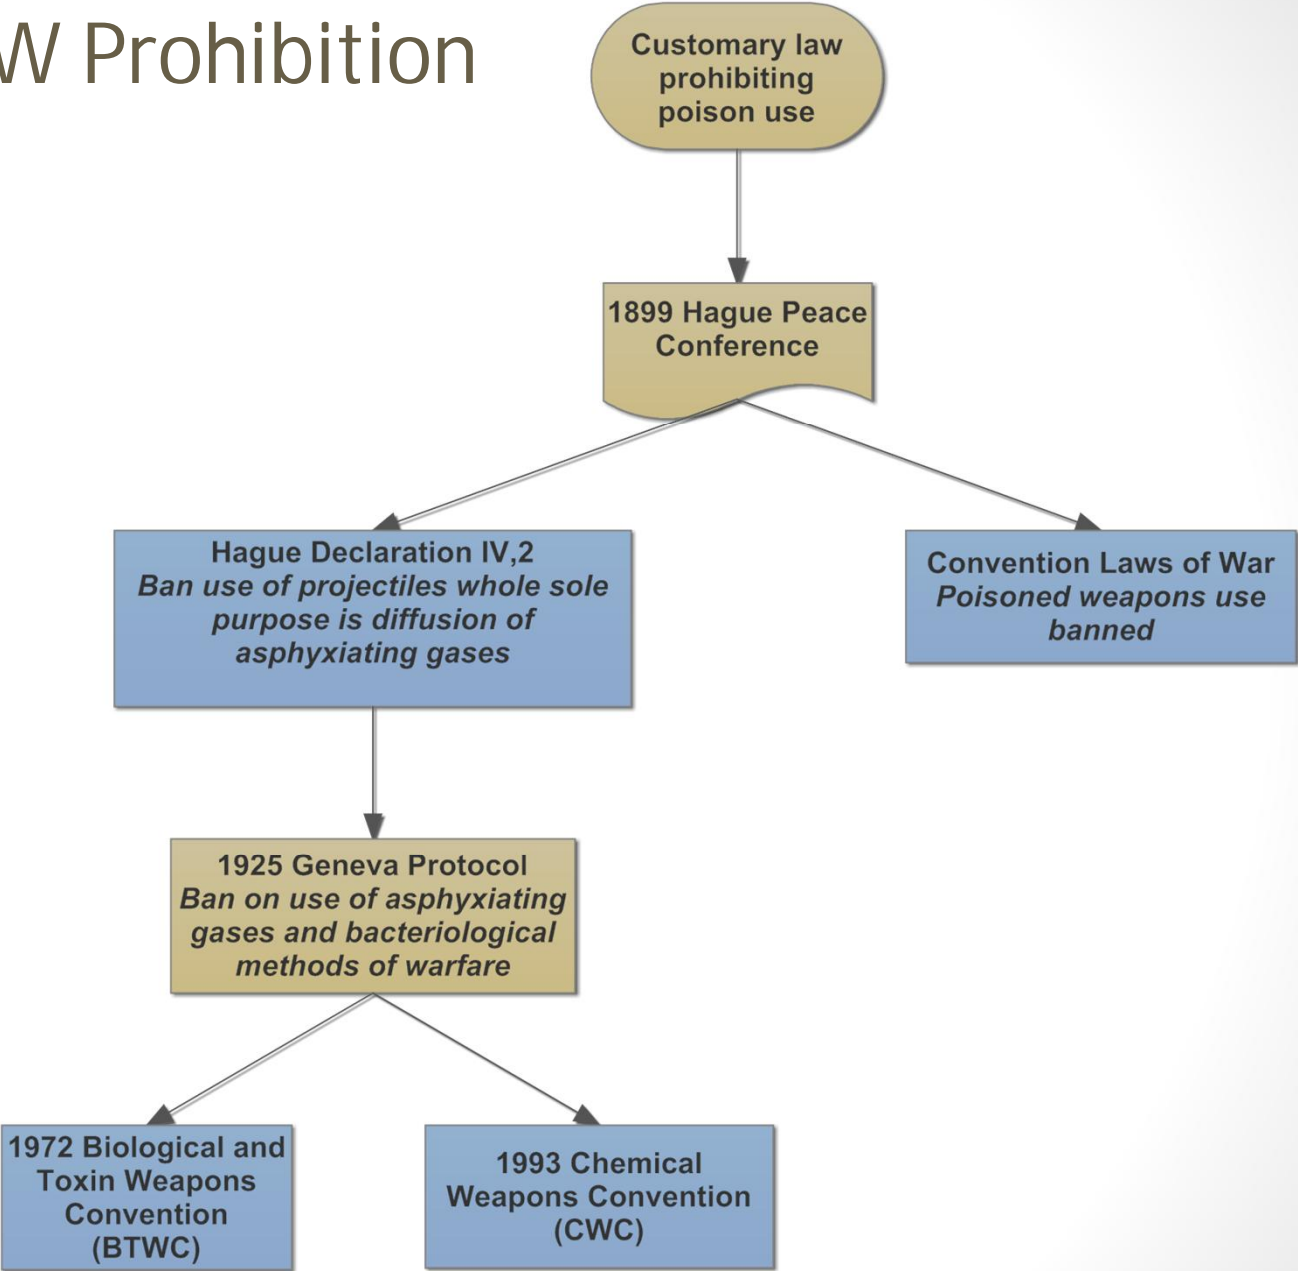 W Prohibition
Customary law
prohibiting
poison use
1899 Hague Peace
Conference
Hague Declaration IV,2
Ban use of projectiles whole sole
purpose is diffusion of
asphyxiating gases
Convention Laws of War
Poisoned weapons use
banned
1925 Geneva Protocol
Ban on use of asphyxiating
gases and bacteriological
methods of warfare
1972 Biological and
Toxin Weapons
Convention
(BTWC)
1993 Chemical
Weapons Convention
(CWC)